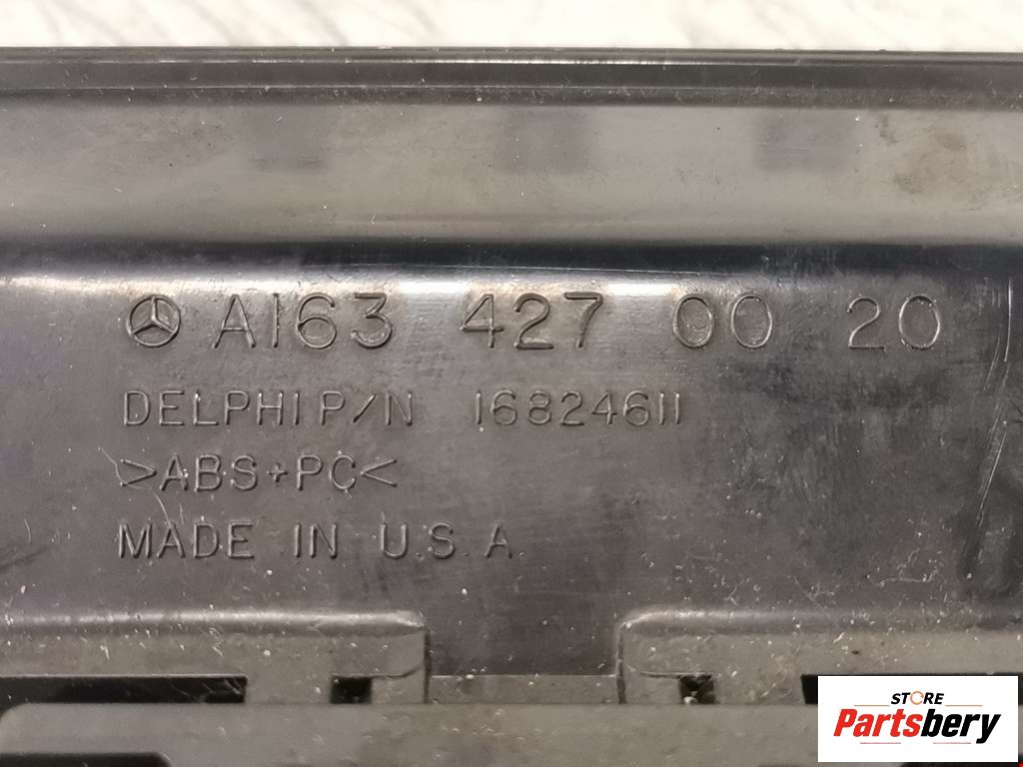 A163 427 00 20
DELPHI P/N 16824611
>ABS+PC<
MADE IN U.S.A.
STORE
Partsbery